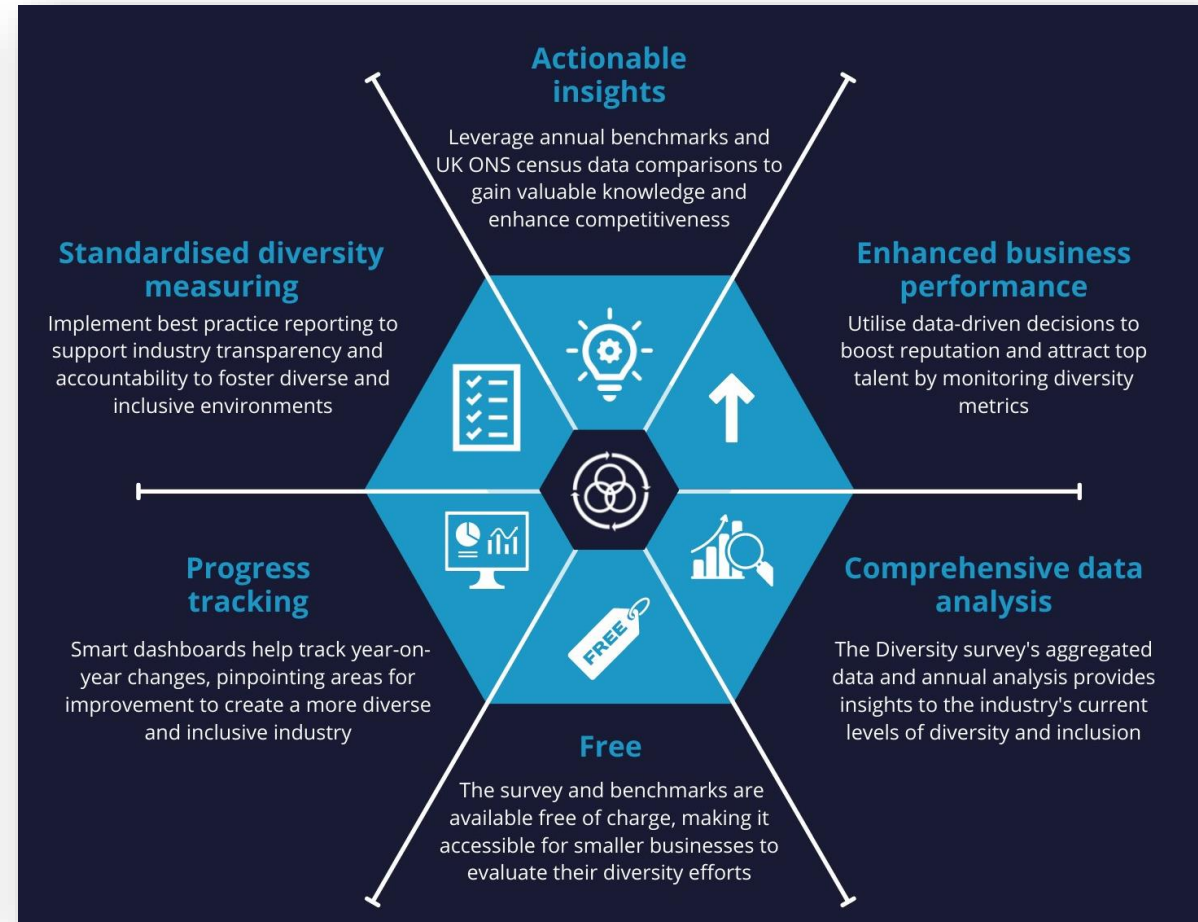 Actionable
insights
Leverage annual benchmarks and
UK ONS census data comparisons to
gain valuable knowledge and
enhance competitiveness
Standardised diversity
measuring
Implement best practice reporting to
support industry transparency and
accountability to foster diverse and
inclusive environments
Enhanced business
performance
Utilise data-driven decisions to
boost reputation and attract top
talent by monitoring diversity
metrics
Progress
tracking
Smart dashboards help track year-on-
year changes, pinpointing areas for
improvement to create a more diverse
and inclusive industry
FREE
Free
The survey and benchmarks are
available free of charge, making it
accessible for smaller businesses to
evaluate their diversity efforts
Comprehensive data
analysis
The Diversity survey's aggregated
data and annual analysis provides
insights to the industry's current
levels of diversity and inclusion